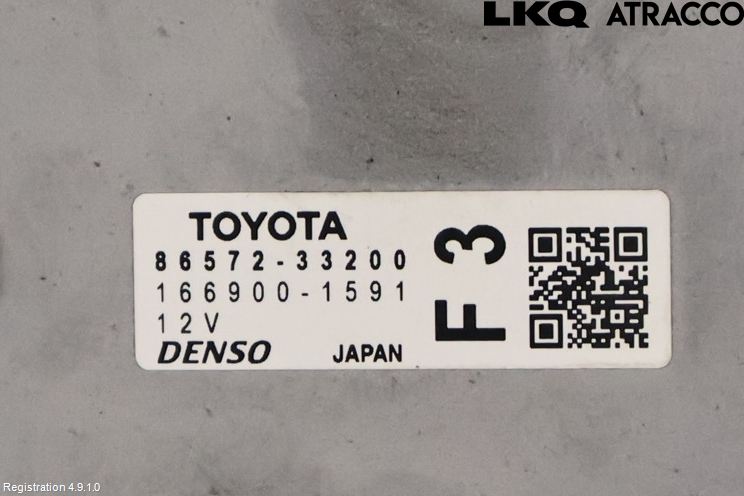 LKQ ATRACCO
TOYOTA
86572-33200
166900-1591
12V
DENSO JAPAN
F3
Registration 4.9.1.0